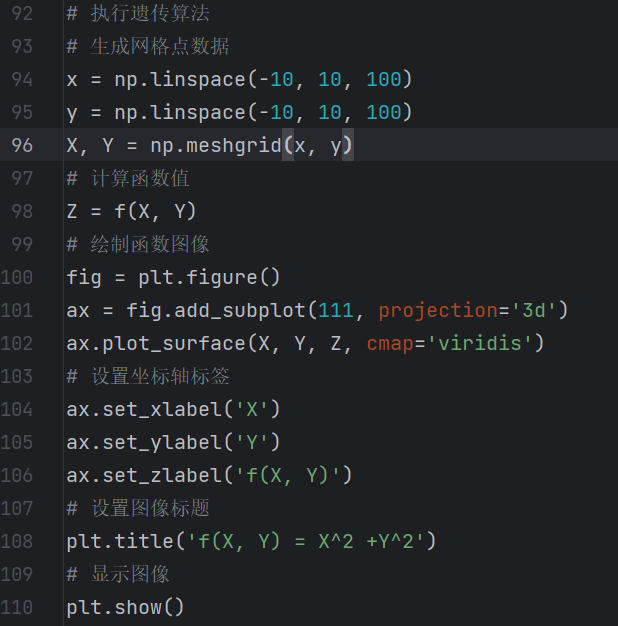 92 # 执行遗传算法
93 # 生成网格点数据
94 x = np.linspace(-10, 10, 100)
95 y = np.linspace(-10, 10, 100)
96 X, Y = np.meshgrid(x, y)
97 # 计算函数值
98 Z = f(X, Y)
99 # 绘制函数图像
100 fig = plt.figure()
101 ax = fig.add_subplot(111, projection='3d')
102 ax.plot_surface(X, Y, Z, cmap='viridis')
103 # 设置坐标轴标签
104 ax.set_xlabel('X')
105 ax.set_ylabel('Y')
106 ax.set_zlabel('f(X, Y)')
107 # 设置图像标题
108 plt.title('f(X, Y) = X^2 +Y^2')
109 # 显示图像
110 plt.show()